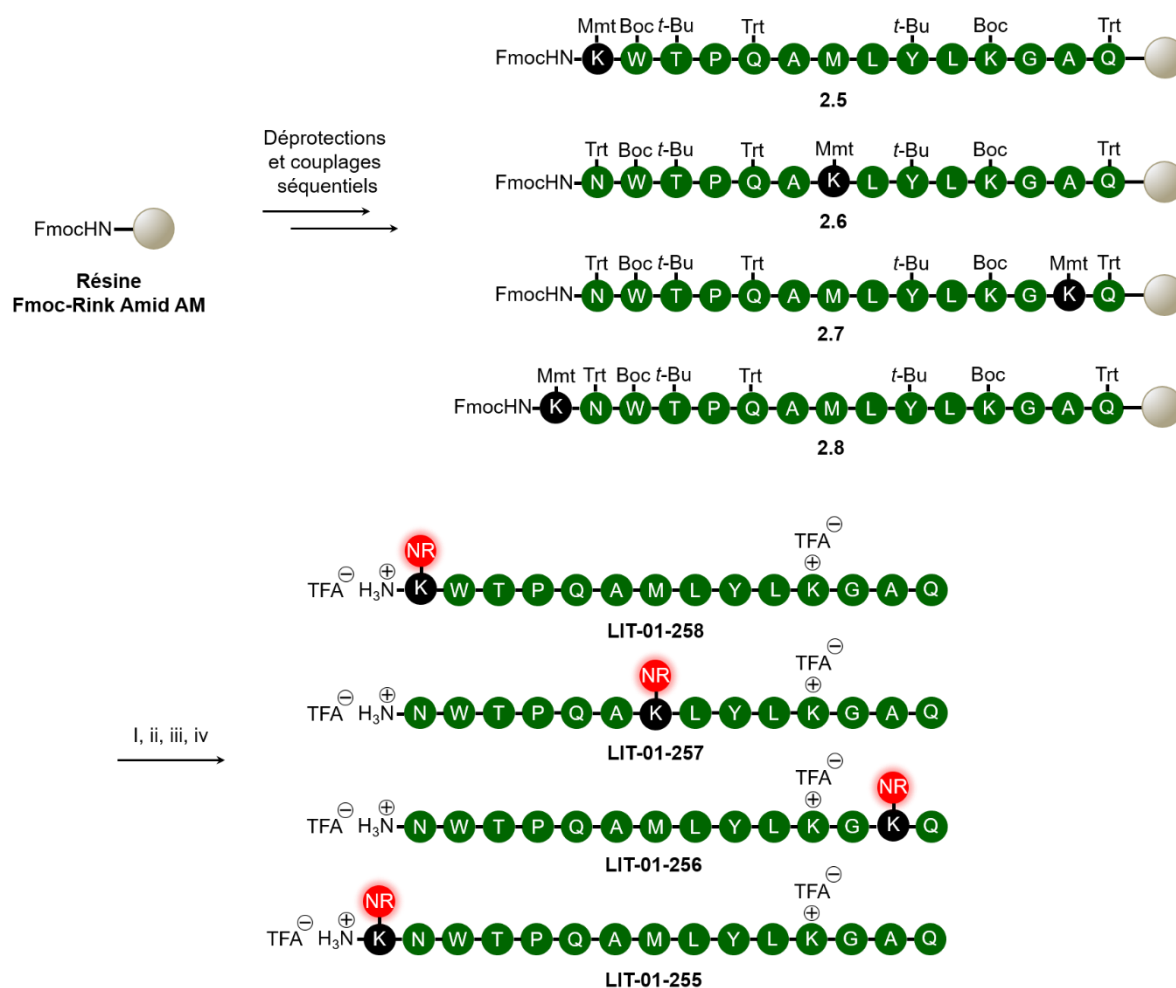 Mmt Boc t-Bu Trt t-Bu Boc Trt
FmocHN K W T P Q A M L Y L K G A Q
2.5
Déprotections
et couplages
séquentiels
Trt Boc t-Bu Trt Mmt t-Bu Boc Trt
FmocHN N W T P Q A K L Y L K G A Q
2.6
FmocHN
Résine
Fmoc-Rink Amid AM
Trt Boc t-Bu Trt t-Bu Boc Mmt Trt
FmocHN N W T P Q A M L Y L K G K Q
2.7
Mmt Trt Boc t-Bu Trt t-Bu Boc Trt
FmocHN K N W T P Q A M L Y L K G A Q
2.8
I, ii, iii, iv
NR TFA⊖
⊕ ⊕
TFA⊖ H₃N K W T P Q A M L Y L K G A Q
LIT-01-258
NR TFA⊖
⊕ ⊕
TFA⊖ H₃N N W T P Q A K L Y L K G A Q
LIT-01-257
TFA⊖ NR
⊕ ⊕
TFA⊖ H₃N N W T P Q A M L Y L K G K Q
LIT-01-256
NR TFA⊖
⊕ ⊕
TFA⊖ H₃N K N W T P Q A M L Y L K G A Q
LIT-01-255